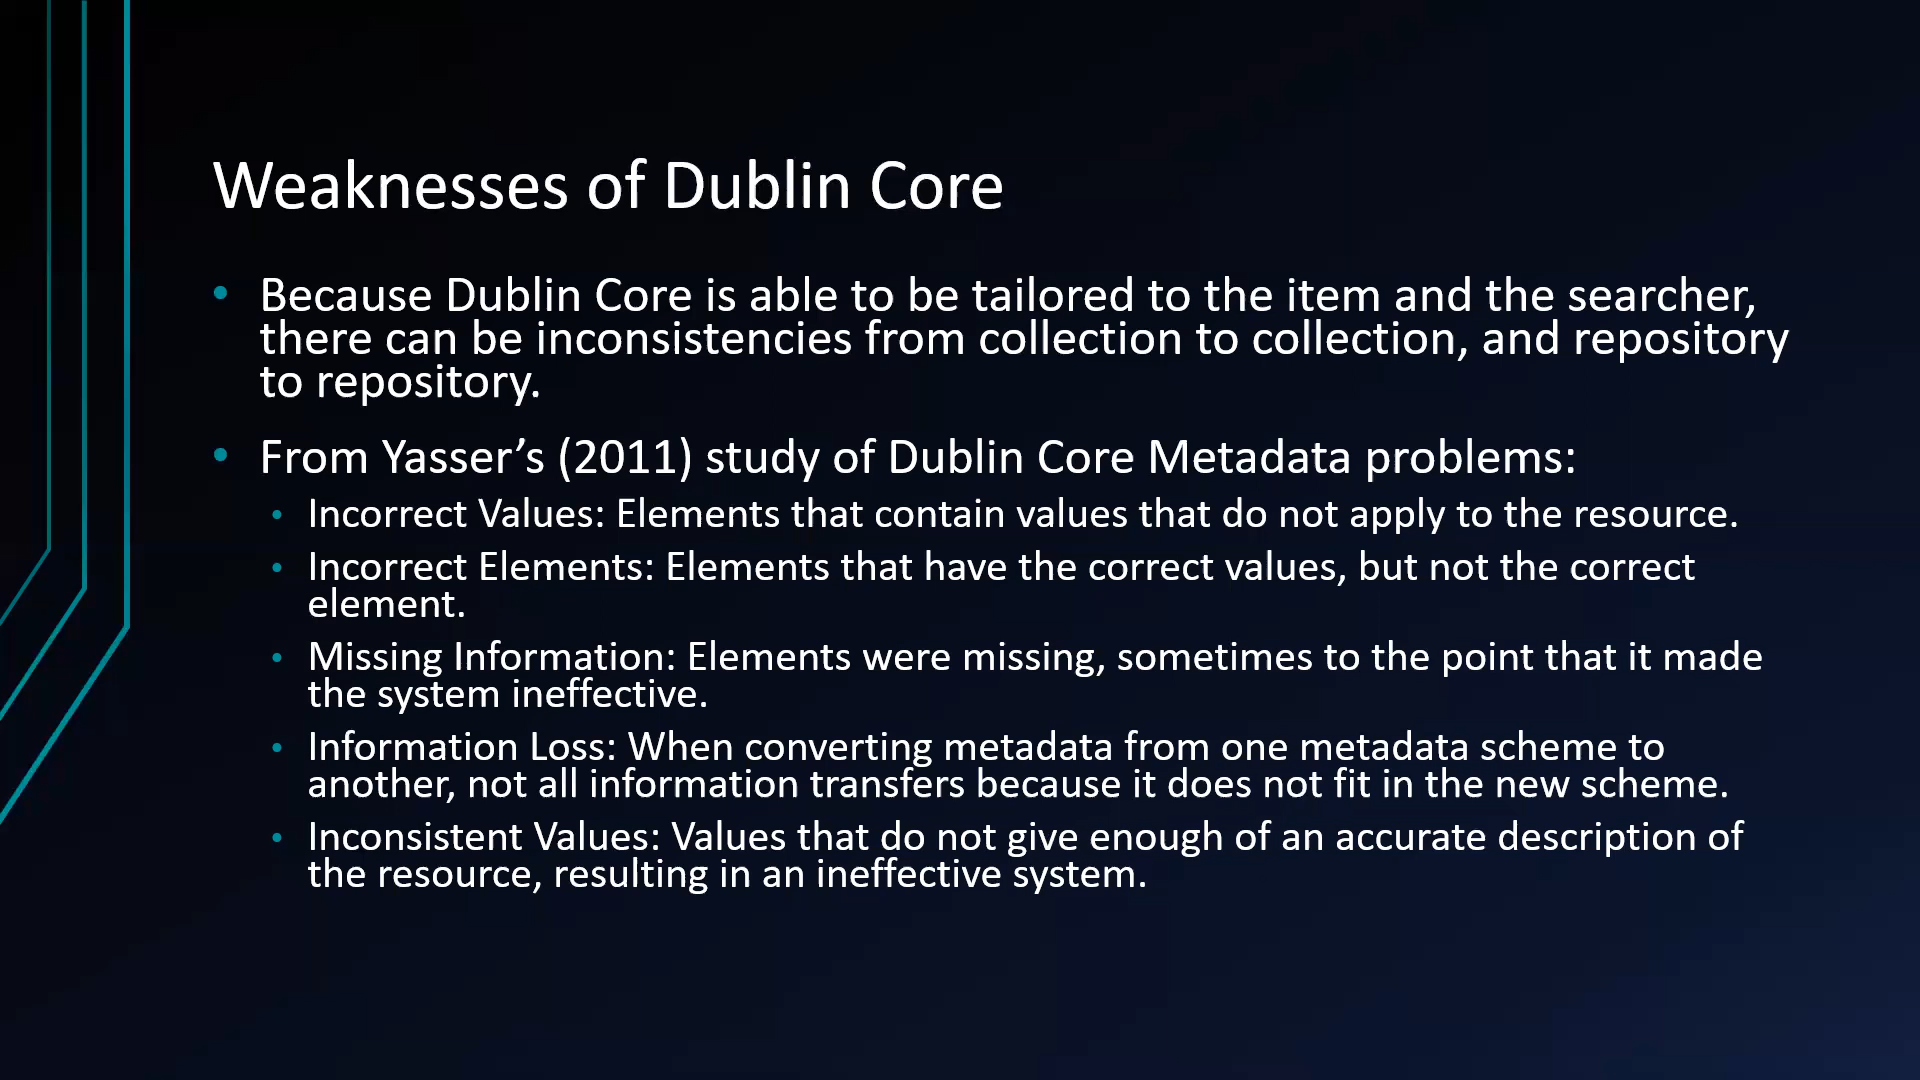 Weaknesses of Dublin Core
• Because Dublin Core is able to be tailored to the item and the searcher,
there can be inconsistencies from collection to collection, and repository
to repository.
• From Yasser’s (2011) study of Dublin Core Metadata problems:
• Incorrect Values: Elements that contain values that do not apply to the resource.
• Incorrect Elements: Elements that have the correct values, but not the correct
element.
• Missing Information: Elements were missing, sometimes to the point that it made
the system ineffective.
• Information Loss: When converting metadata from one metadata scheme to
another, not all information transfers because it does not fit in the new scheme.
• Inconsistent Values: Values that do not give enough of an accurate description of
the resource, resulting in an ineffective system.